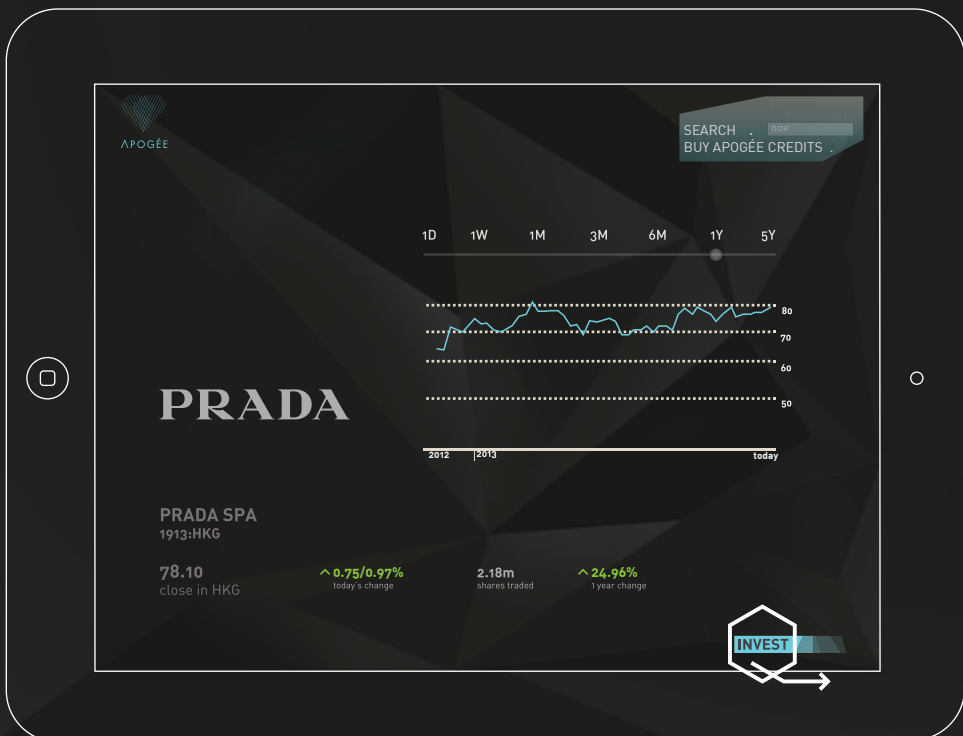 APOGÉE
SEARCH . type
BUY APOGÉE CREDITS .
1D 1W 1M 3M 6M 1Y 5Y
80
70
60
50
2012 2013 today
PRADA
PRADA SPA
1913:HKG
78.10
close in HKG
0.75/0.97%
today's change
2.18m
shares traded
24.96%
1 year change
INVEST